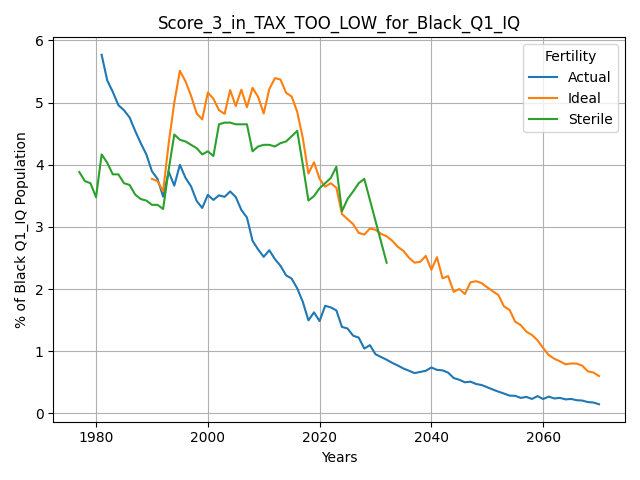 Score_3_in_TAX_TOO_LOW_for_Black_Q1_IQ
Fertility
Actual
Ideal
Sterile
% of Black Q1_IQ Population
6
5
4
3
2
1
0
1980 2000 2020 2040 2060
Years